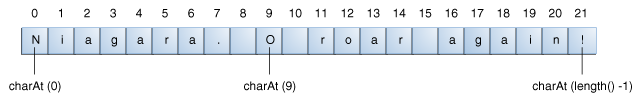 0 1 2 3 4 5 6 7 8 9 10 11 12 13 14 15 16 17 18 19 20 21
N i a g a r a . O r o a r a g a i n !
charAt (0) charAt (9) charAt (length() -1)